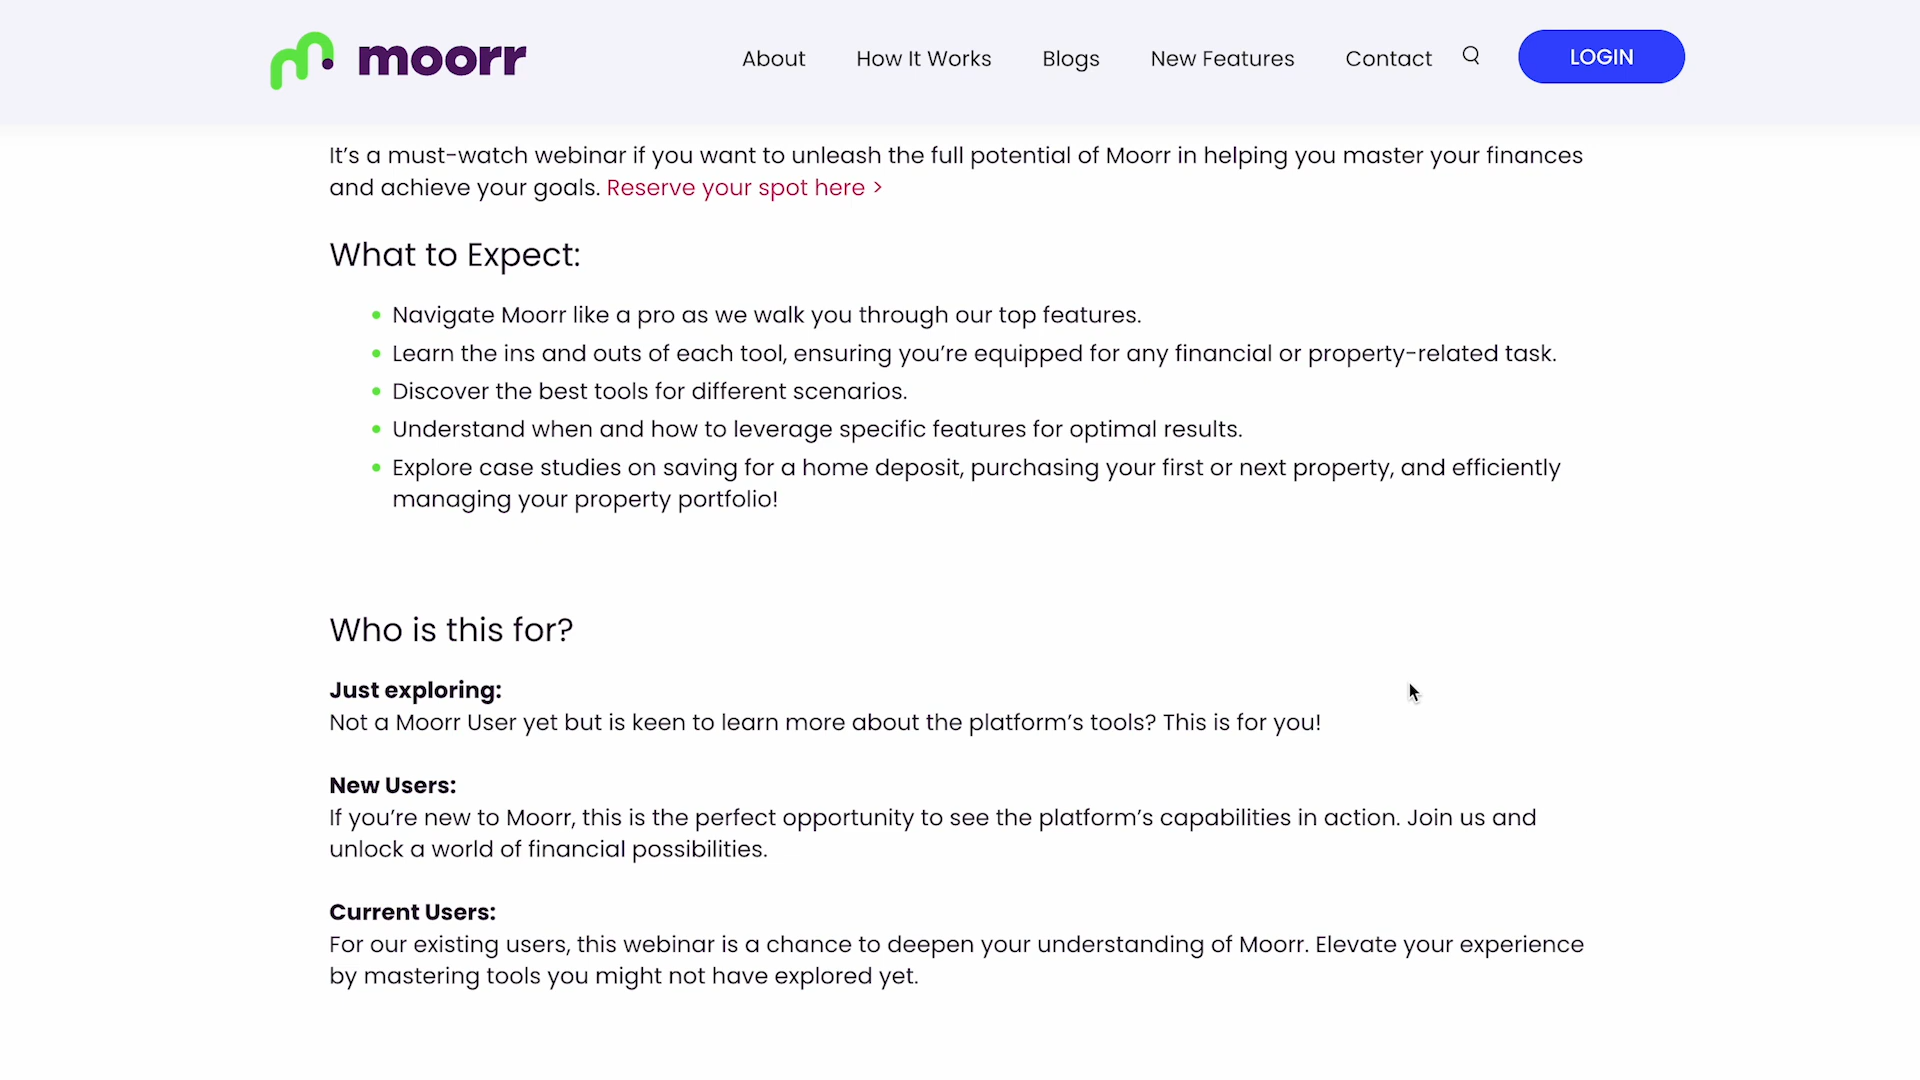 moorr
About How It Works Blogs New Features Contact LOGIN
It's a must-watch webinar if you want to unleash the full potential of Moorr in helping you master your finances
and achieve your goals. Reserve your spot here >
What to Expect:
Navigate Moorr like a pro as we walk you through our top features.
Learn the ins and outs of each tool, ensuring you’re equipped for any financial or property-related task.
Discover the best tools for different scenarios.
Understand when and how to leverage specific features for optimal results.
Explore case studies on saving for a home deposit, purchasing your first or next property, and efficiently
managing your property portfolio!
Who is this for?
Just exploring:
Not a Moorr User yet but is keen to learn more about the platform’s tools? This is for you!
New Users:
If you’re new to Moorr, this is the perfect opportunity to see the platform’s capabilities in action. Join us and
unlock a world of financial possibilities.
Current Users:
For our existing users, this webinar is a chance to deepen your understanding of Moorr. Elevate your experience
by mastering tools you might not have explored yet.